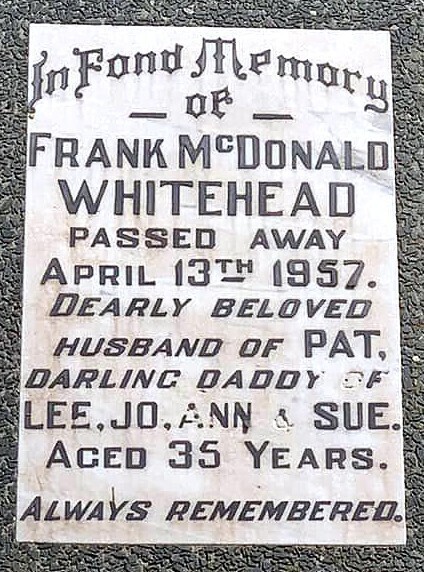 In Fond Memory
— OF —
FRANK McDONALD
WHITEHEAD
PASSED AWAY
APRIL 13TH 1957.
DEARLY BELOVED
HUSBAND OF PAT,
DARLING DADDY OF
LEE, JO, ANN & SUE.
AGED 35 YEARS.
ALWAYS REMEMBERED.